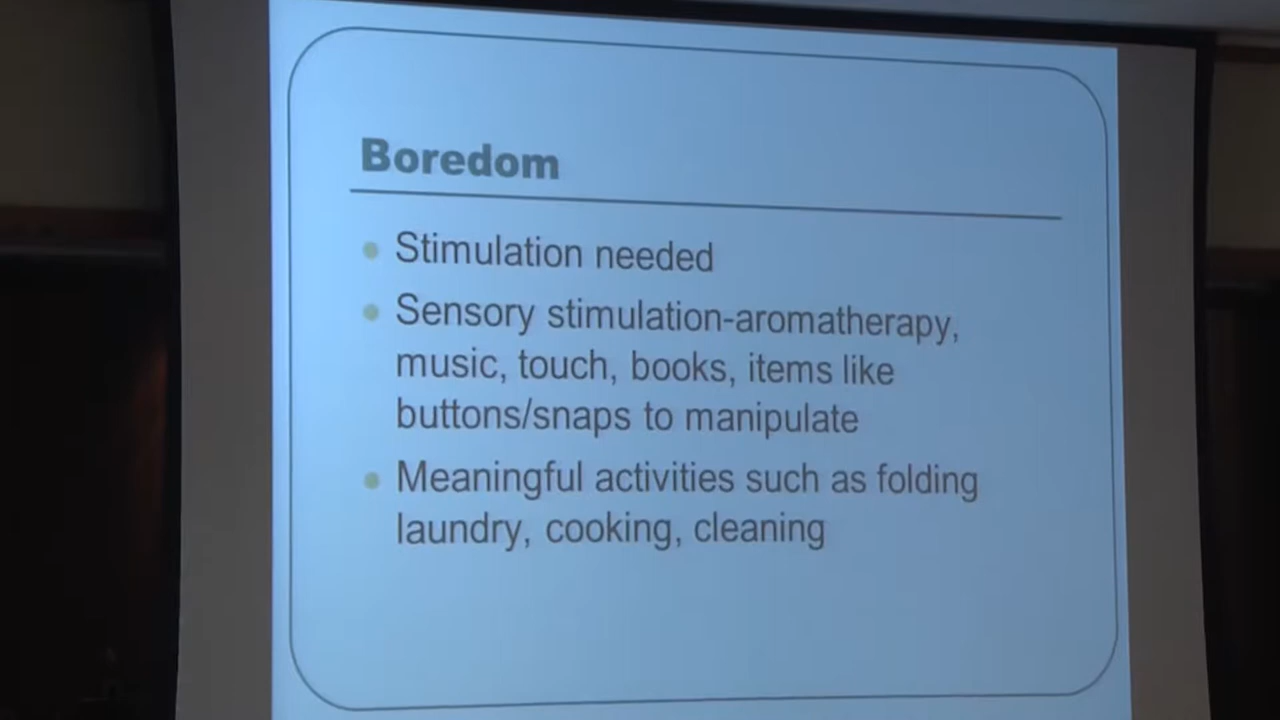 Boredom
Stimulation needed
Sensory stimulation-aromatherapy,
music, touch, books, items like
buttons/snaps to manipulate
Meaningful activities such as folding
laundry, cooking, cleaning